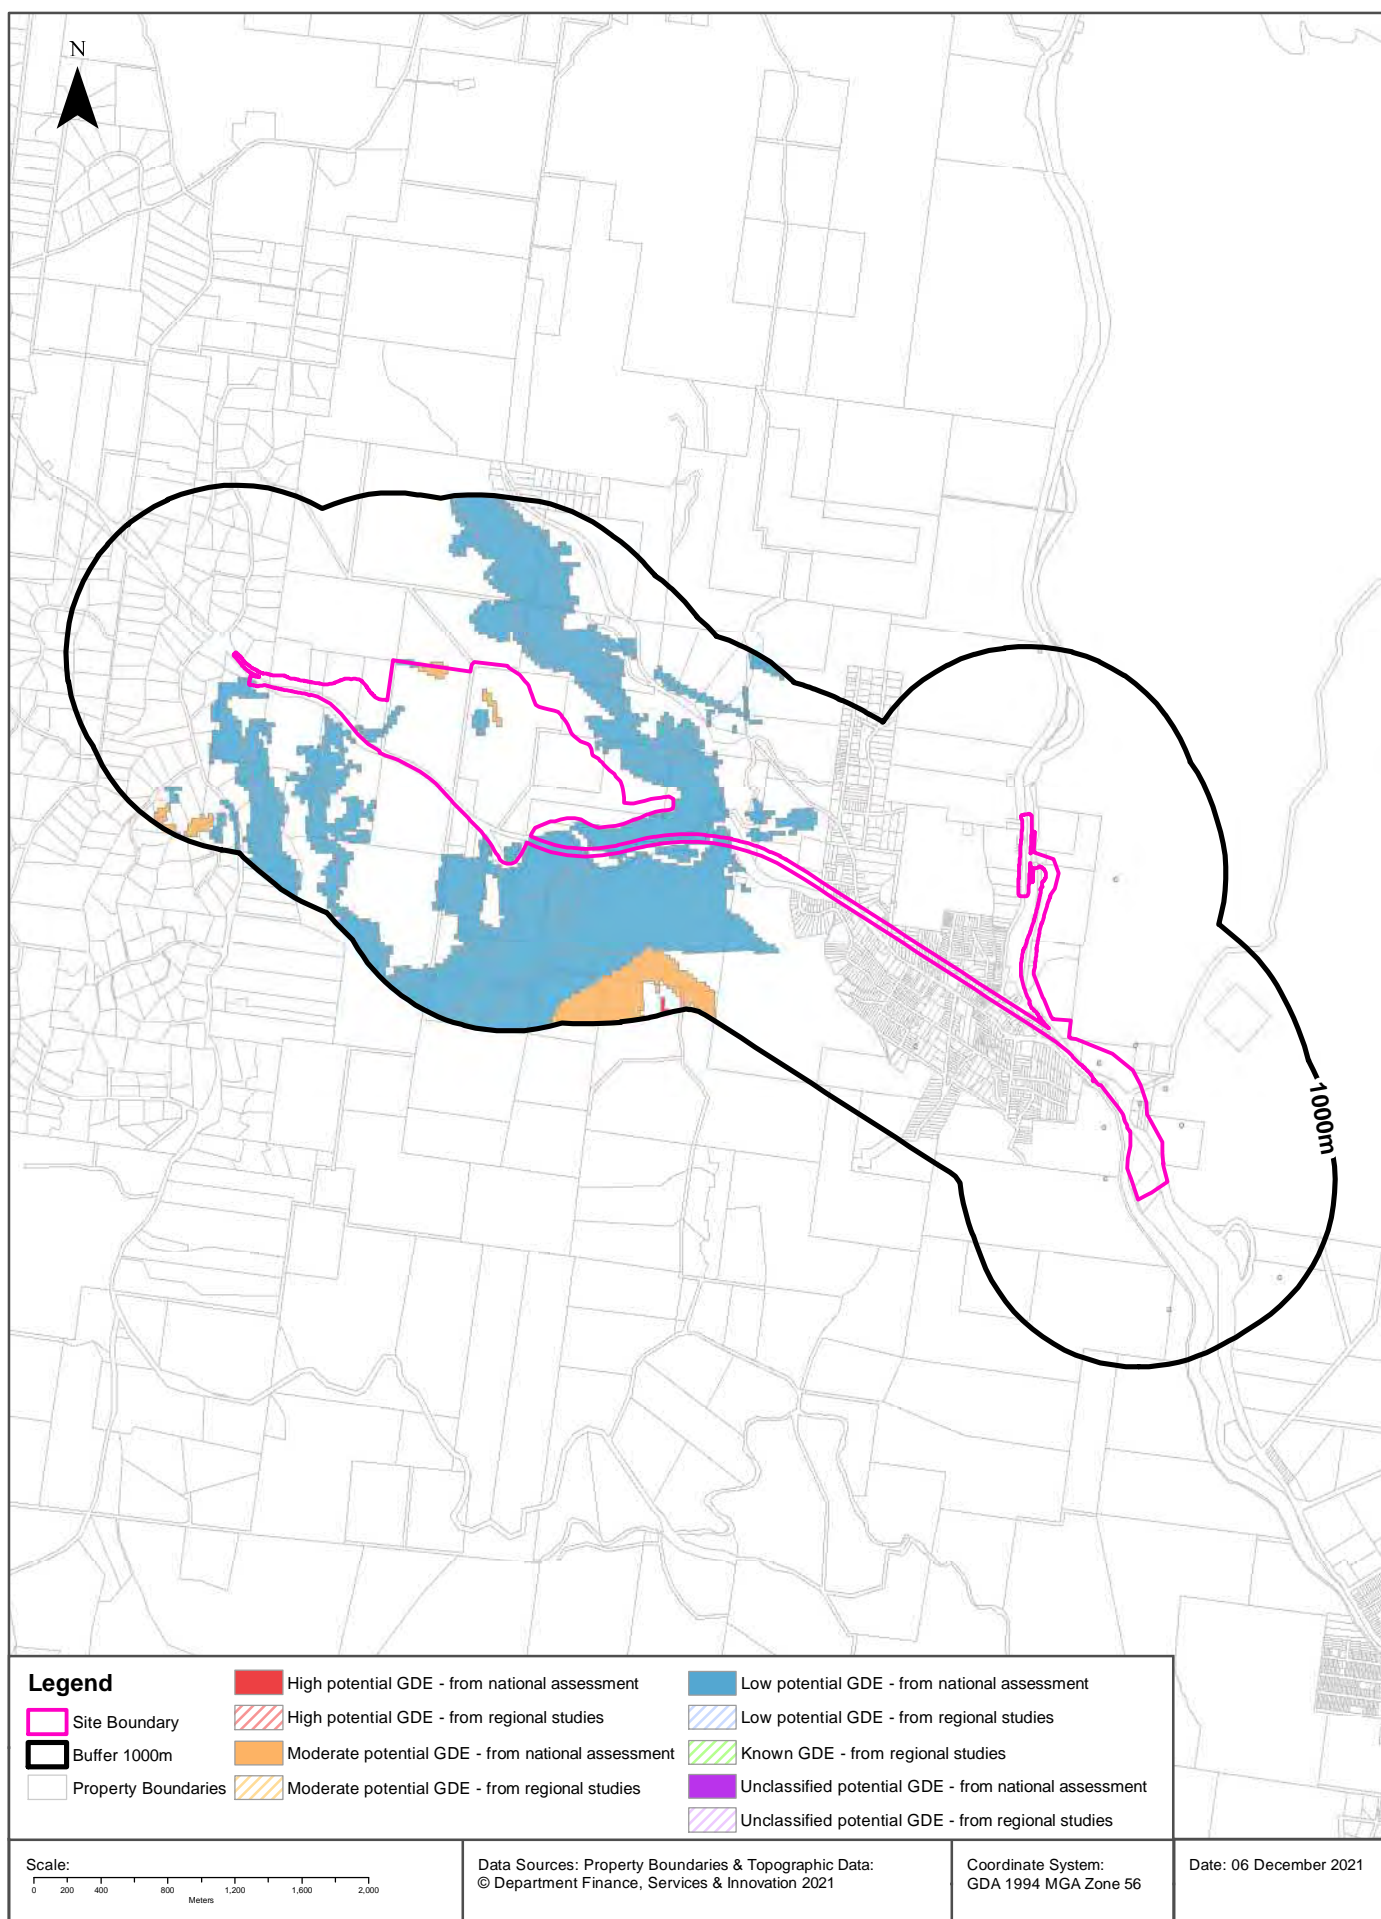 N
1000m
Legend
Site Boundary
Buffer 1000m
Property Boundaries
High potential GDE - from national assessment
High potential GDE - from regional studies
Moderate potential GDE - from national assessment
Moderate potential GDE - from regional studies
Low potential GDE - from national assessment
Low potential GDE - from regional studies
Known GDE - from regional studies
Unclassified potential GDE - from national assessment
Unclassified potential GDE - from regional studies
Scale:
0 200 400 800 1,200 1,600 2,000
Meters
Data Sources: Property Boundaries & Topographic Data:
© Department Finance, Services & Innovation 2021
Coordinate System:
GDA 1994 MGA Zone 56
Date: 06 December 2021